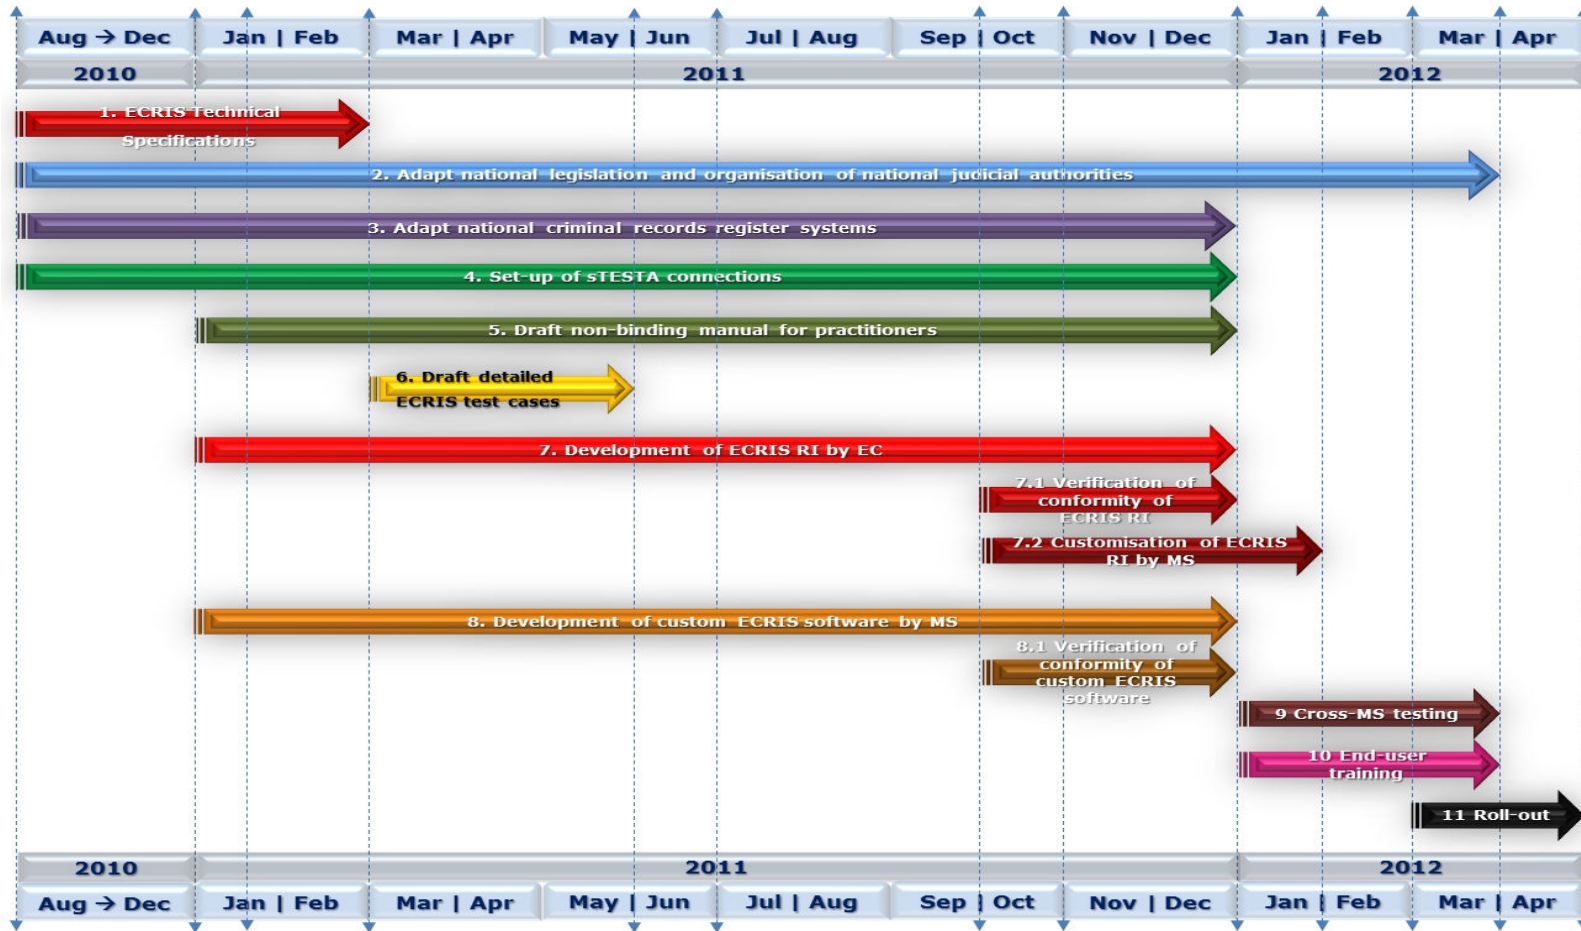 Aug → Dec Jan | Feb Mar | Apr May | Jun Jul | Aug Sep | Oct Nov | Dec Jan | Feb Mar | Apr
2010 2011 2012
1. ECRIS Technical
Specifications
2. Adapt national legislation and organisation of national judicial authorities
3. Adapt national criminal records register systems
4. Set-up of sTESTA connections
5. Draft non-binding manual for practitioners
6. Draft detailed
ECRIS test cases
7. Development of ECRIS RI by EC
7.1 Verification of
conformity of
ECRIS RI
7.2 Customisation of ECRIS
RI by MS
8. Development of custom ECRIS software by MS
8.1 Verification of
conformity of
custom ECRIS
software
9 Cross-MS testing
10 End-user
training
11 Roll-out
2010 2011 2012
Aug → Dec Jan | Feb Mar | Apr May | Jun Jul | Aug Sep | Oct Nov | Dec Jan | Feb Mar | Apr